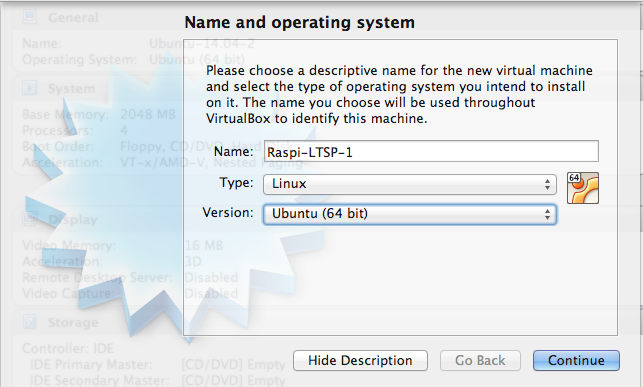 Name and operating system
General
Name: Ubuntu-14.04-2
Operating System: Ubuntu (64 bit)
System
Base Memory: 2048 MB
Processors: 4
Boot Order: Floppy, CD/DVD, Hard Disk
Acceleration: VT-x/AMD-V, Nested Paging
Display
Video Memory: 16 MB
Acceleration: 3D
Remote Desktop Server: Disabled
Video Capture: Disabled
Storage
Controller: IDE
IDE Primary Master: [CD/DVD] Empty
IDE Secondary Master: [CD/DVD] Empty
Please choose a descriptive name for the new virtual machine
and select the type of operating system you intend to install
on it. The name you choose will be used throughout
VirtualBox to identify this machine.
Name: Raspi-LTSP-1
Type: Linux
64
Version: Ubuntu (64 bit)
Hide Description
Go Back
Continue